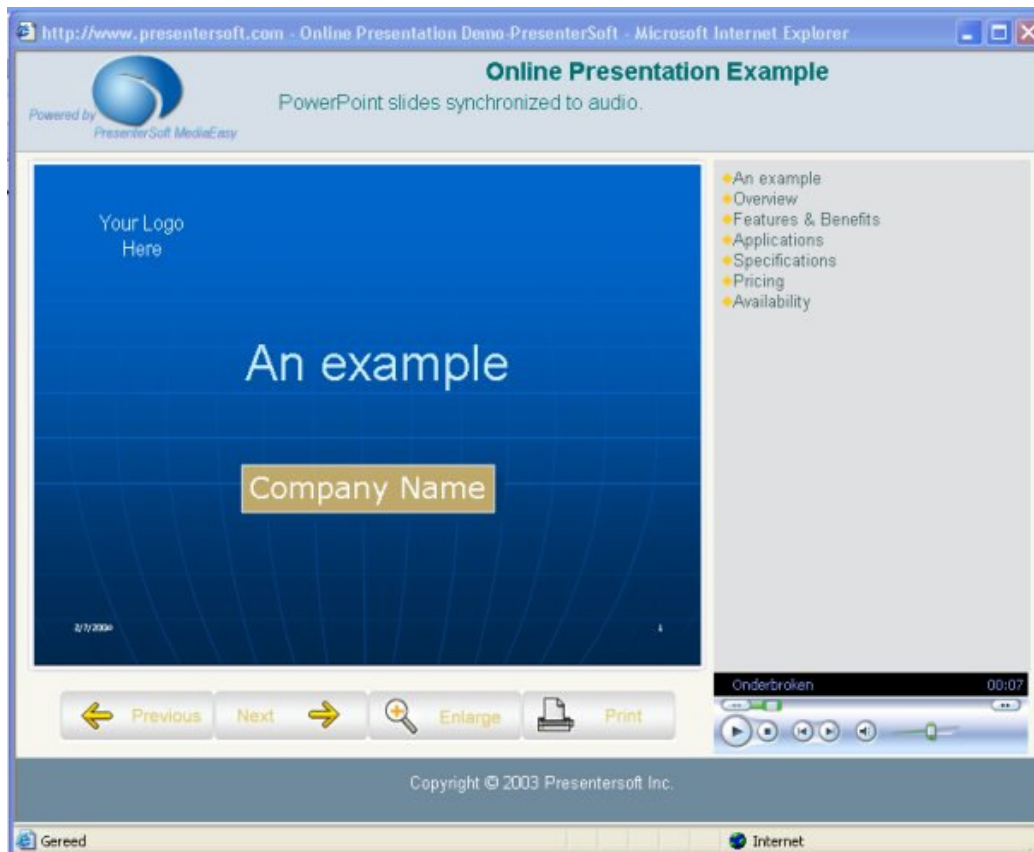 http://www.presentersoft.com - Online Presentation Demo-PresenterSoft - Microsoft Internet Explorer
Online Presentation Example
PowerPoint slides synchronized to audio.
Powered by
PresenterSoft MediaEasy
Your Logo
Here
An example
Company Name
1
An example
Overview
Features & Benefits
Applications
Specifications
Pricing
Availability
Previous
Next
Enlarge
Print
Onderbroken 00:07
Copyright © 2003 Presentersoft Inc.
Gereed
Internet